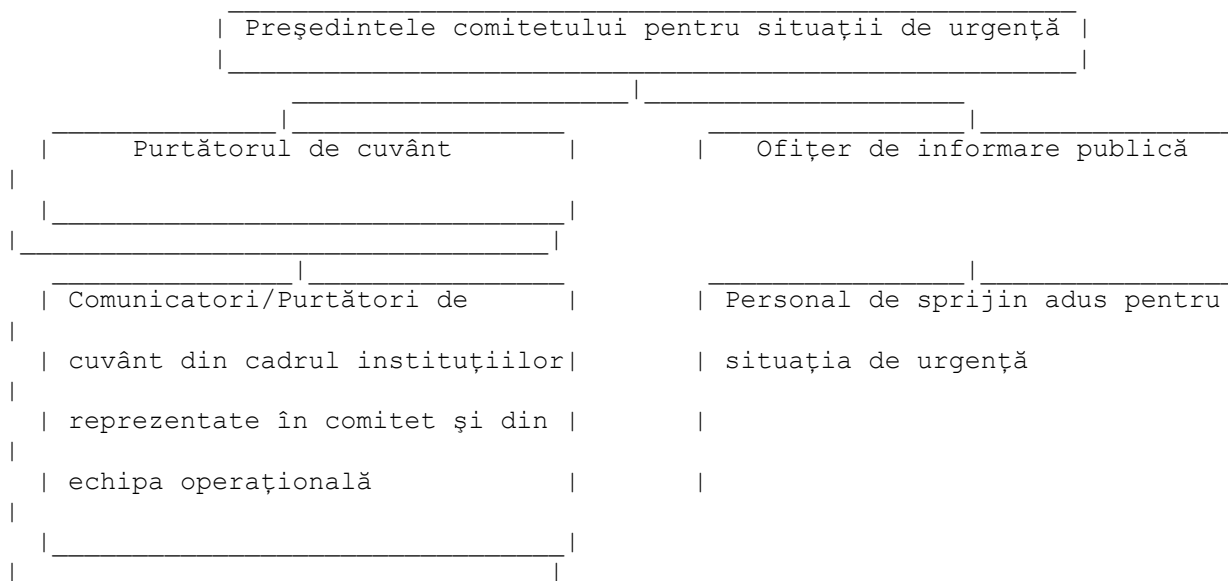 Preşedintele comitetului pentru situaţii de urgenţă
Purtătorul de cuvânt
Ofiţer de informare publică
Comunicatori/Purtători de
cuvânt din cadrul instituţiilor
reprezentate în comitet şi din
echipa operaţională
Personal de sprijin adus pentru
situaţia de urgenţă